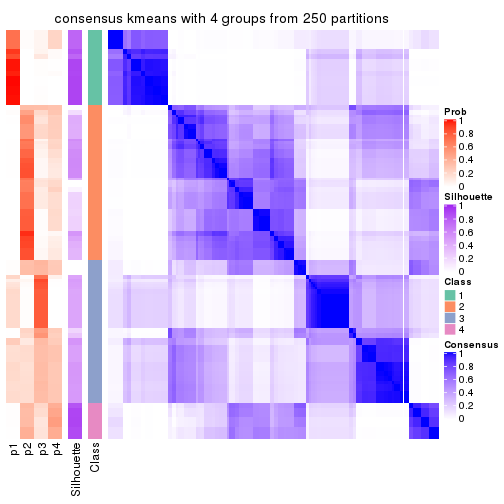 consensus kmeans with 4 groups from 250 partitions
Prob
1
0.8
0.6
0.4
0.2
0
Silhouette
1
0.8
0.6
0.4
0.2
0
Class
1
2
3
4
Consensus
1
0.8
0.6
0.4
0.2
0
p1
p2
p3
p4
Silhouette
Class